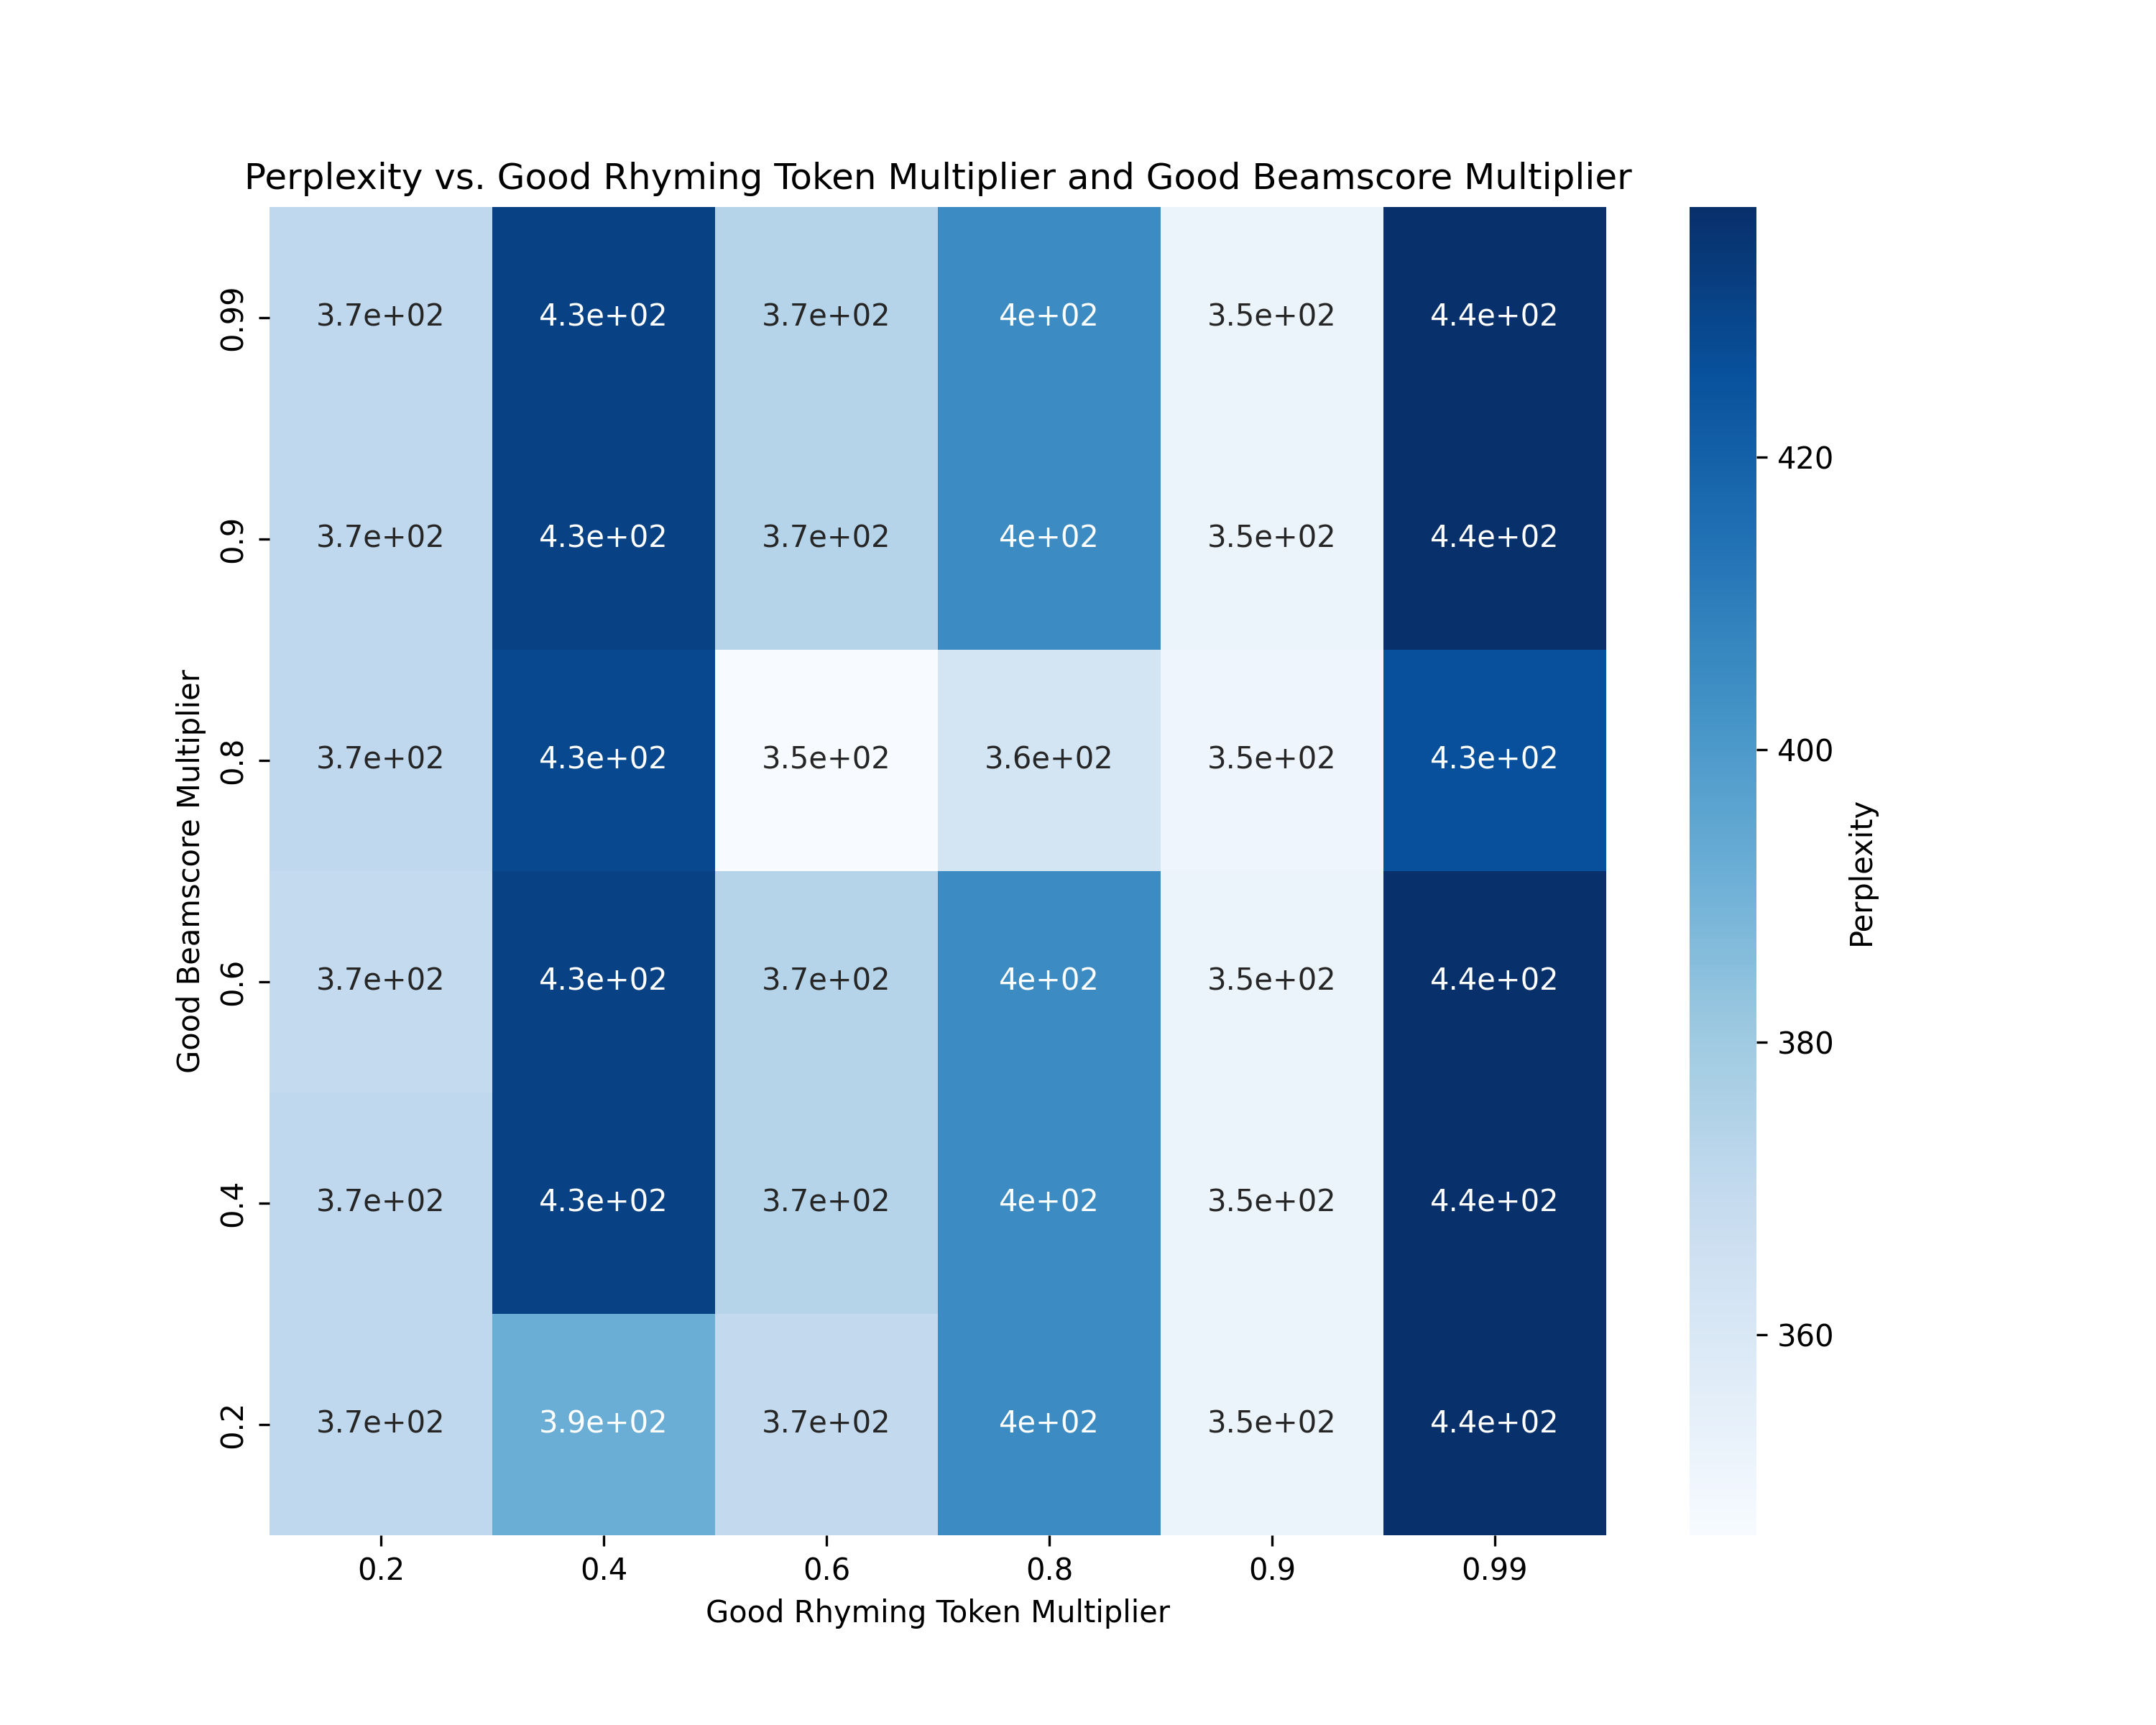 Perplexity vs. Good Rhyming Token Multiplier and Good Beamscore Multiplier
0.99 3.7e+02 4.3e+02 3.7e+02 4e+02 3.5e+02 4.4e+02
420
0.9 3.7e+02 4.3e+02 3.7e+02 4e+02 3.5e+02 4.4e+02
0.8 3.7e+02 4.3e+02 3.5e+02 3.6e+02 3.5e+02 4.3e+02
400
Good Beamscore Multiplier
Perplexity
0.6 3.7e+02 4.3e+02 3.7e+02 4e+02 3.5e+02 4.4e+02
380
0.4 3.7e+02 4.3e+02 3.7e+02 4e+02 3.5e+02 4.4e+02
360
0.2 3.7e+02 3.9e+02 3.7e+02 4e+02 3.5e+02 4.4e+02
0.2 0.4 0.6 0.8 0.9 0.99
Good Rhyming Token Multiplier